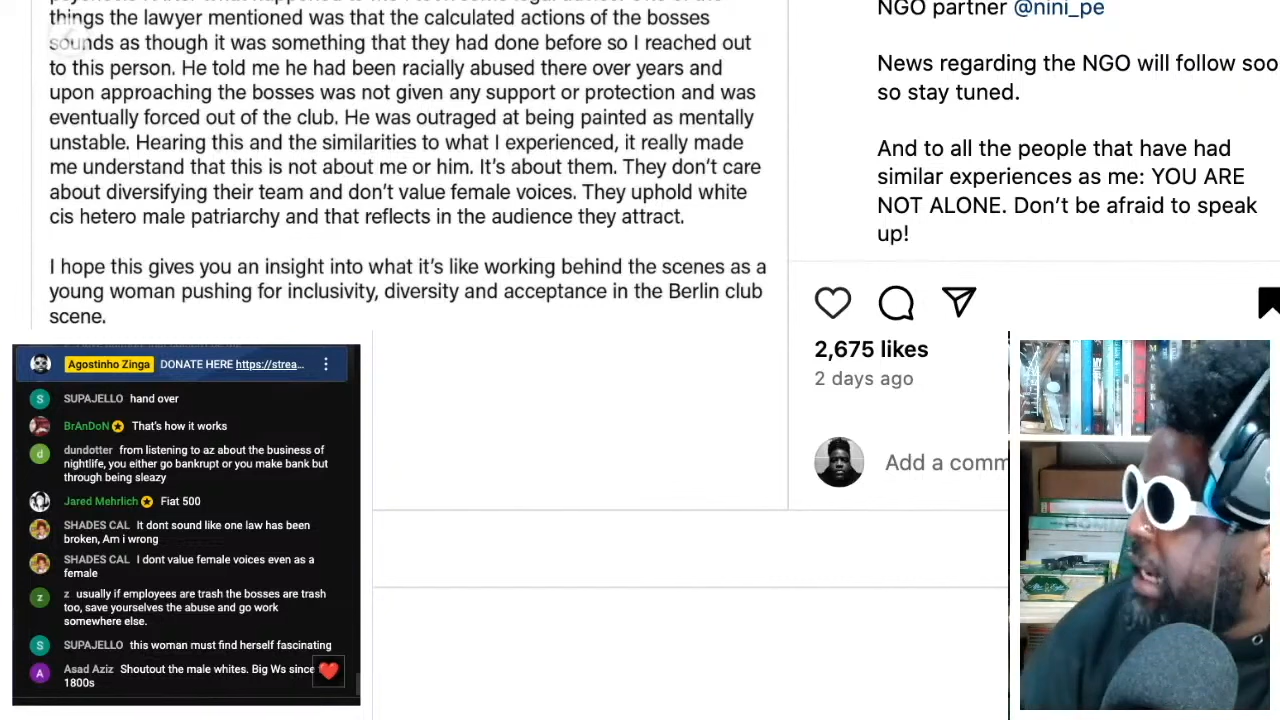 things the lawyer mentioned was that the calculated actions of the bosses
sounds as though it was something that they had done before so I reached out
to this person. He told me he had been racially abused there over years and
upon approaching the bosses was not given any support or protection and was
eventually forced out of the club. He was outraged at being painted as mentally
unstable. Hearing this and the similarities to what I experienced, it really made
me understand that this is not about me or him. It’s about them. They don’t care
about diversifying their team and don’t value female voices. They uphold white
cis hetero male patriarchy and that reflects in the audience they attract.
I hope this gives you an insight into what it’s like working behind the scenes as a
young woman pushing for inclusivity, diversity and acceptance in the Berlin club
scene.
NGO partner @nini_pe
News regarding the NGO will follow soo
so stay tuned.
And to all the people that have had
similar experiences as me: YOU ARE
NOT ALONE. Don’t be afraid to speak
up!
2,675 likes
2 days ago
Add a comm
Agostinho Zinga DONATE HERE https://strea...
S SUPAJELLO hand over
BrAnDoN That's how it works
d dundotter from listening to az about the business of
nightlife, you either go bankrupt or you make bank but
through being sleazy
Jared Mehrlich Fiat 500
SHADES CAL It dont sound like one law has been
broken, Am i wrong
SHADES CAL I dont value female voices even as a
female
z z usually if employees are trash the bosses are trash
too, save yourselves the abuse and go work
somewhere else.
S SUPAJELLO this woman must find herself fascinating
A Asad Aziz Shoutout the male whites. Big Ws since
1800s
MASTERY